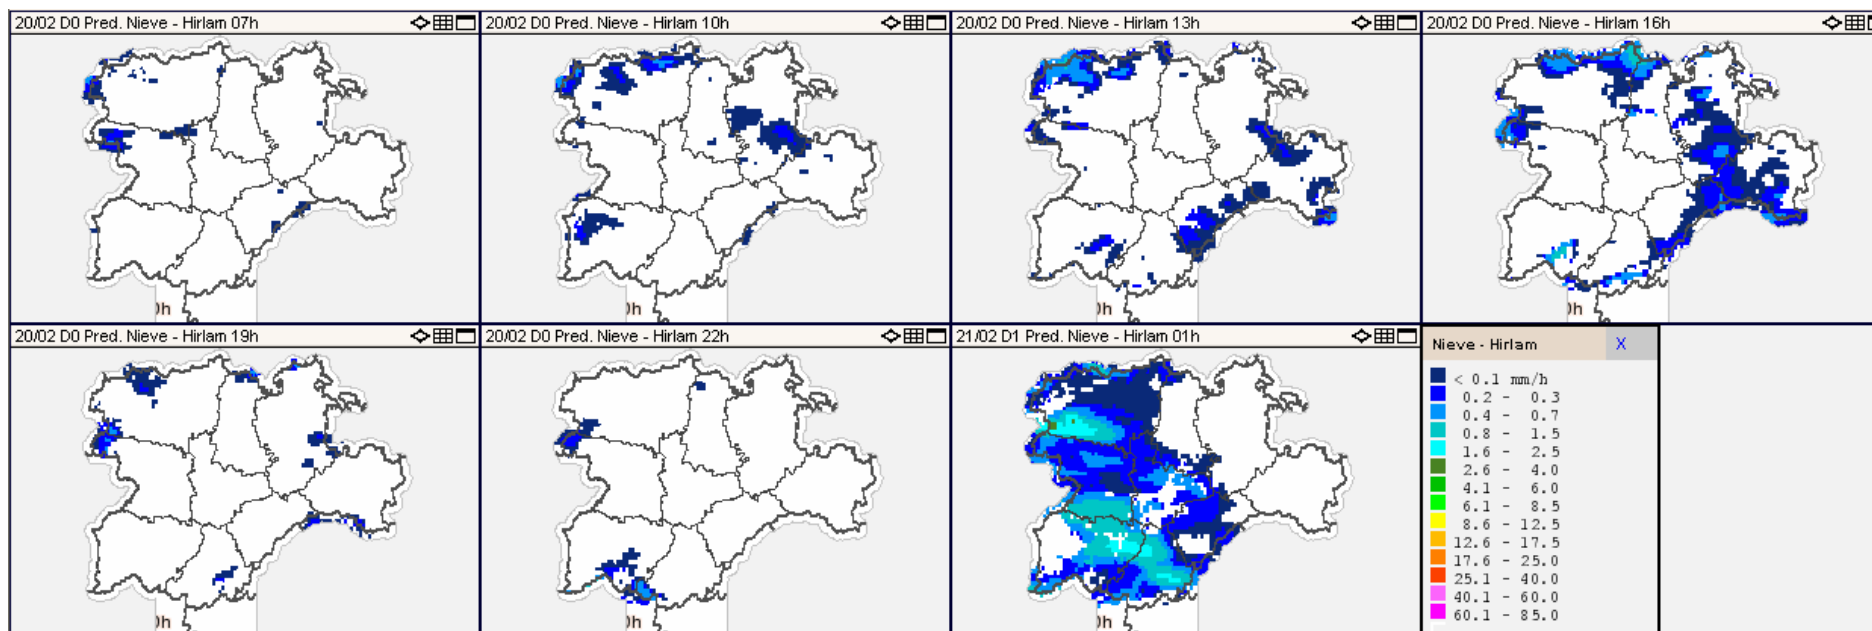 20/02 D0 Pred. Nieve - Hirlam 07h
20/02 D0 Pred. Nieve - Hirlam 10h
20/02 D0 Pred. Nieve - Hirlam 13h
20/02 D0 Pred. Nieve - Hirlam 16h
)h
)h
)h
)h
20/02 D0 Pred. Nieve - Hirlam 19h
20/02 D0 Pred. Nieve - Hirlam 22h
21/02 D1 Pred. Nieve - Hirlam 01h
Nieve - Hirlam X
< 0.1 mm/h
0.2 - 0.3
0.4 - 0.7
0.8 - 1.5
1.6 - 2.5
2.6 - 4.0
4.1 - 6.0
6.1 - 8.5
8.6 - 12.5
12.6 - 17.5
17.6 - 25.0
25.1 - 40.0
40.1 - 60.0
60.1 - 85.0
)h
)h
)h